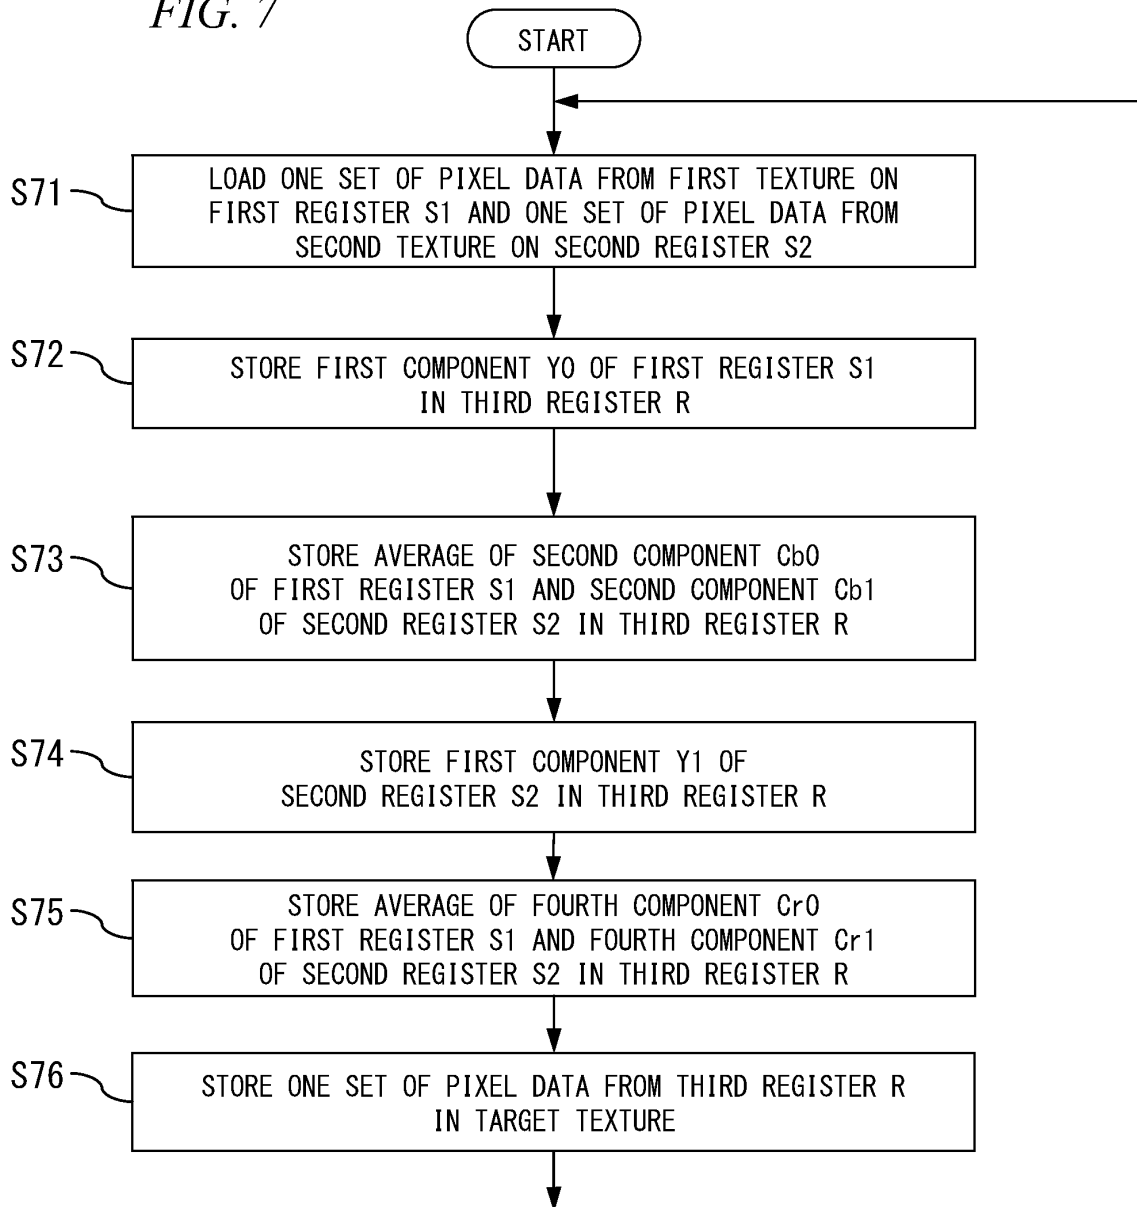 FIG. 7
START
S71
LOAD ONE SET OF PIXEL DATA FROM FIRST TEXTURE ON
FIRST REGISTER S1 AND ONE SET OF PIXEL DATA FROM
SECOND TEXTURE ON SECOND REGISTER S2
S72
STORE FIRST COMPONENT Y0 OF FIRST REGISTER S1
IN THIRD REGISTER R
S73
STORE AVERAGE OF SECOND COMPONENT Cb0
OF FIRST REGISTER S1 AND SECOND COMPONENT Cb1
OF SECOND REGISTER S2 IN THIRD REGISTER R
S74
STORE FIRST COMPONENT Y1 OF
SECOND REGISTER S2 IN THIRD REGISTER R
S75
STORE AVERAGE OF FOURTH COMPONENT Cr0
OF FIRST REGISTER S1 AND FOURTH COMPONENT Cr1
OF SECOND REGISTER S2 IN THIRD REGISTER R
S76
STORE ONE SET OF PIXEL DATA FROM THIRD REGISTER R
IN TARGET TEXTURE